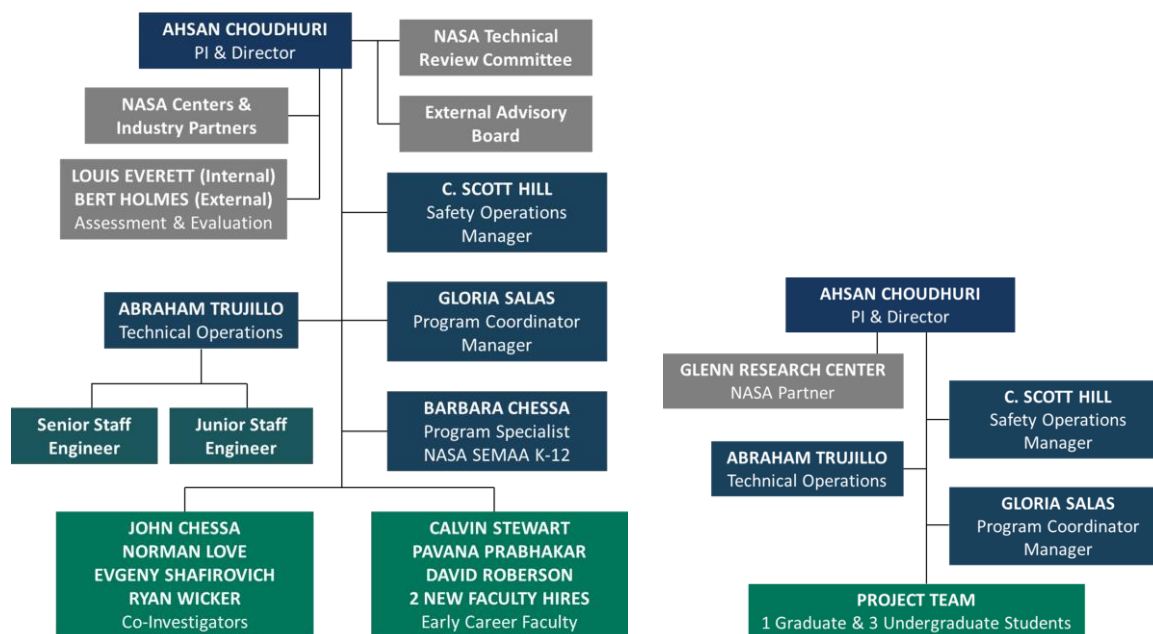 AHSAN CHOUDHURI
PI & Director
NASA Technical
Review Committee
NASA Centers &
Industry Partners
External Advisory
Board
LOUIS EVERETT (Internal)
BERT HOLMES (External)
Assessment & Evaluation
C. SCOTT HILL
Safety Operations
Manager
ABRAHAM TRUJILLO
Technical Operations
GLORIA SALAS
Program Coordinator
Manager
Senior Staff
Engineer
Junior Staff
Engineer
BARBARA CHESSA
Program Specialist
NASA SEMAA K-12
JOHN CHESSA
NORMAN LOVE
EVGENY SHAFIROVICH
RYAN WICKER
Co-Investigators
CALVIN STEWART
PAVANA PRABHAKAR
DAVID ROBERSON
2 NEW FACULTY HIRES
Early Career Faculty
AHSAN CHOUDHURI
PI & Director
GLENN RESEARCH CENTER
NASA Partner
C. SCOTT HILL
Safety Operations
Manager
ABRAHAM TRUJILLO
Technical Operations
GLORIA SALAS
Program Coordinator
Manager
PROJECT TEAM
1 Graduate & 3 Undergraduate Students